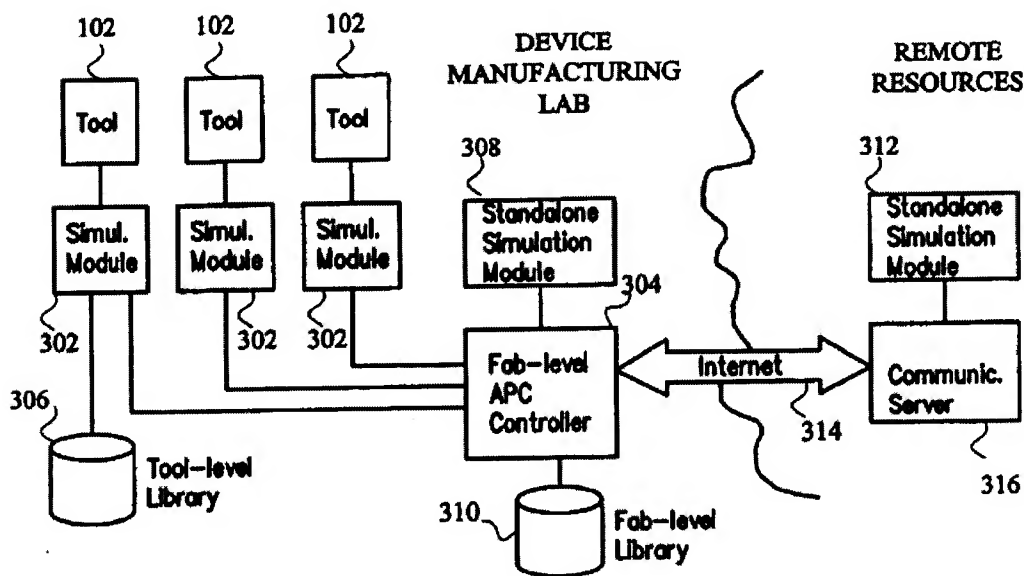 102
102
102
DEVICE
MANUFACTURING
LAB
REMOTE
RESOURCES
Tool
Tool
Tool
308
312
Simul.
Module
Simul.
Module
Simul.
Module
Standalone
Simulation
Module
Standalone
Simulation
Module
302
302
302
304
306
Fab-level
APC
Controller
Internet
314
Communic.
Server
316
Tool-level
Library
310
Fab-level
Library